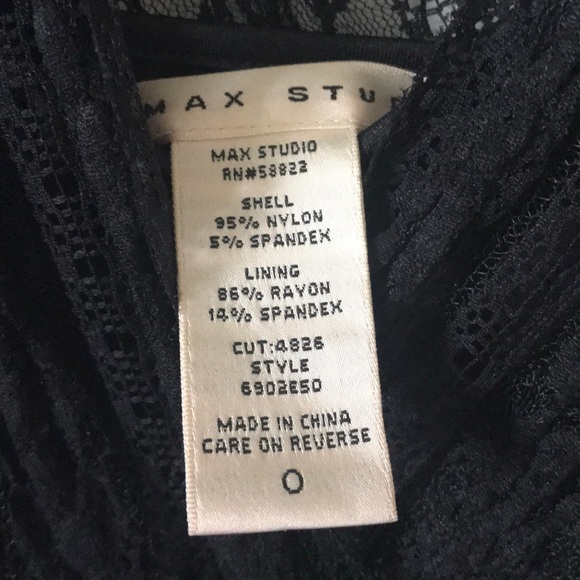 MAX STU
MAX STUDIO
RN#58822
SHELL
95% NYLON
5% SPANDEX
LINING
86% RAYON
14% SPANDEX
CUT:4826
STYLE
6902E50
MADE IN CHINA
CARE ON REVERSE
0